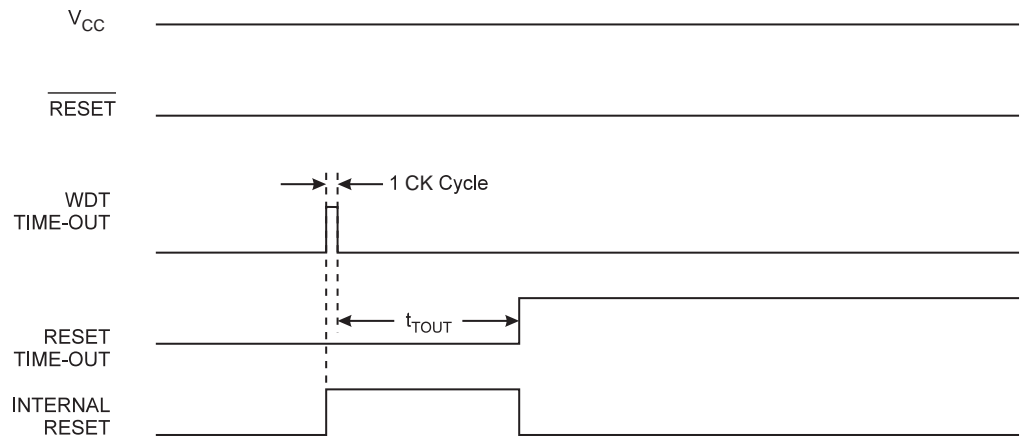 VCC
RESET
WDT
TIME-OUT
1 CK Cycle
RESET
TIME-OUT
tTOUT
INTERNAL
RESET